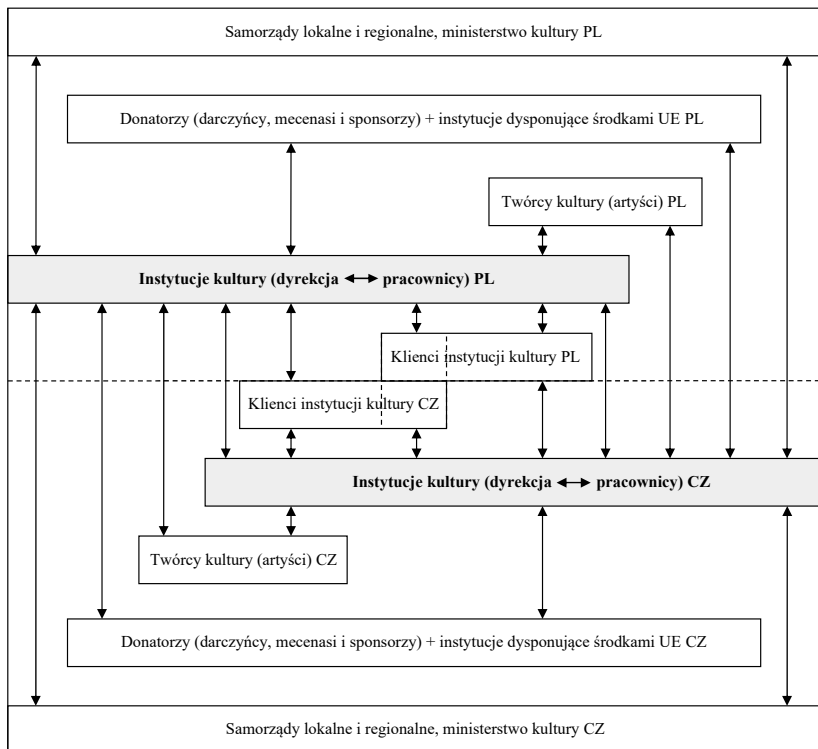 Samorządy lokalne i regionalne, ministerstwo kultury PL
Donatorzy (darczyńcy, mecenasi i sponsorzy) + instytucje dysponujące środkami UE PL
Twórcy kultury (artyści) PL
Instytucje kultury (dyrekcja ↔ pracownicy) PL
Klienci instytucji kultury PL
Klienci instytucji kultury CZ
Instytucje kultury (dyrekcja ↔ pracownicy) CZ
Twórcy kultury (artyści) CZ
Donatorzy (darczyńcy, mecenasi i sponsorzy) + instytucje dysponujące środkami UE CZ
Samorządy lokalne i regionalne, ministerstwo kultury CZ